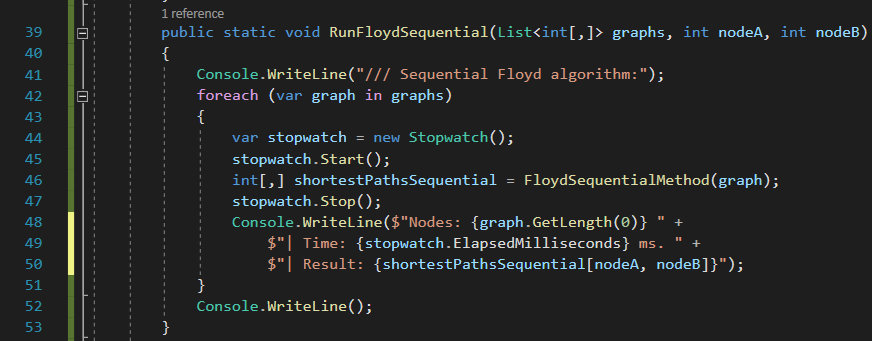 1 reference
39 public static void RunFloydSequential(List<int[,]> graphs, int nodeA, int nodeB)
40 {
41 Console.WriteLine("/// Sequential Floyd algorithm:");
42 foreach (var graph in graphs)
43 {
44 var stopwatch = new Stopwatch();
45 stopwatch.Start();
46 int[,] shortestPathsSequential = FloydSequentialMethod(graph);
47 stopwatch.Stop();
48 Console.WriteLine($"Nodes: {graph.GetLength(0)} " +
49 $"| Time: {stopwatch.ElapsedMilliseconds} ms. " +
50 $"| Result: {shortestPathsSequential[nodeA, nodeB]}");
51 }
52 Console.WriteLine();
53 }